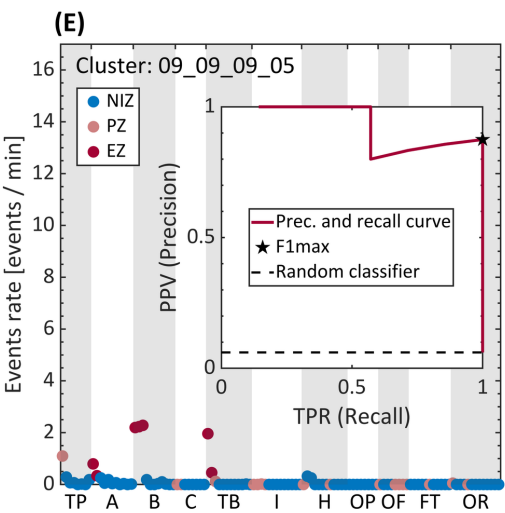 (E)
Cluster: 09_09_09_05
NIZ
PZ
EZ
Events rate [events / min]
16
14
12
10
8
6
4
2
0
TP A B C TB I H OP OF FT OR
PPV (Precision)
1
0.5
0
Prec. and recall curve
F1max
Random classifier
0 0.5 1
TPR (Recall)